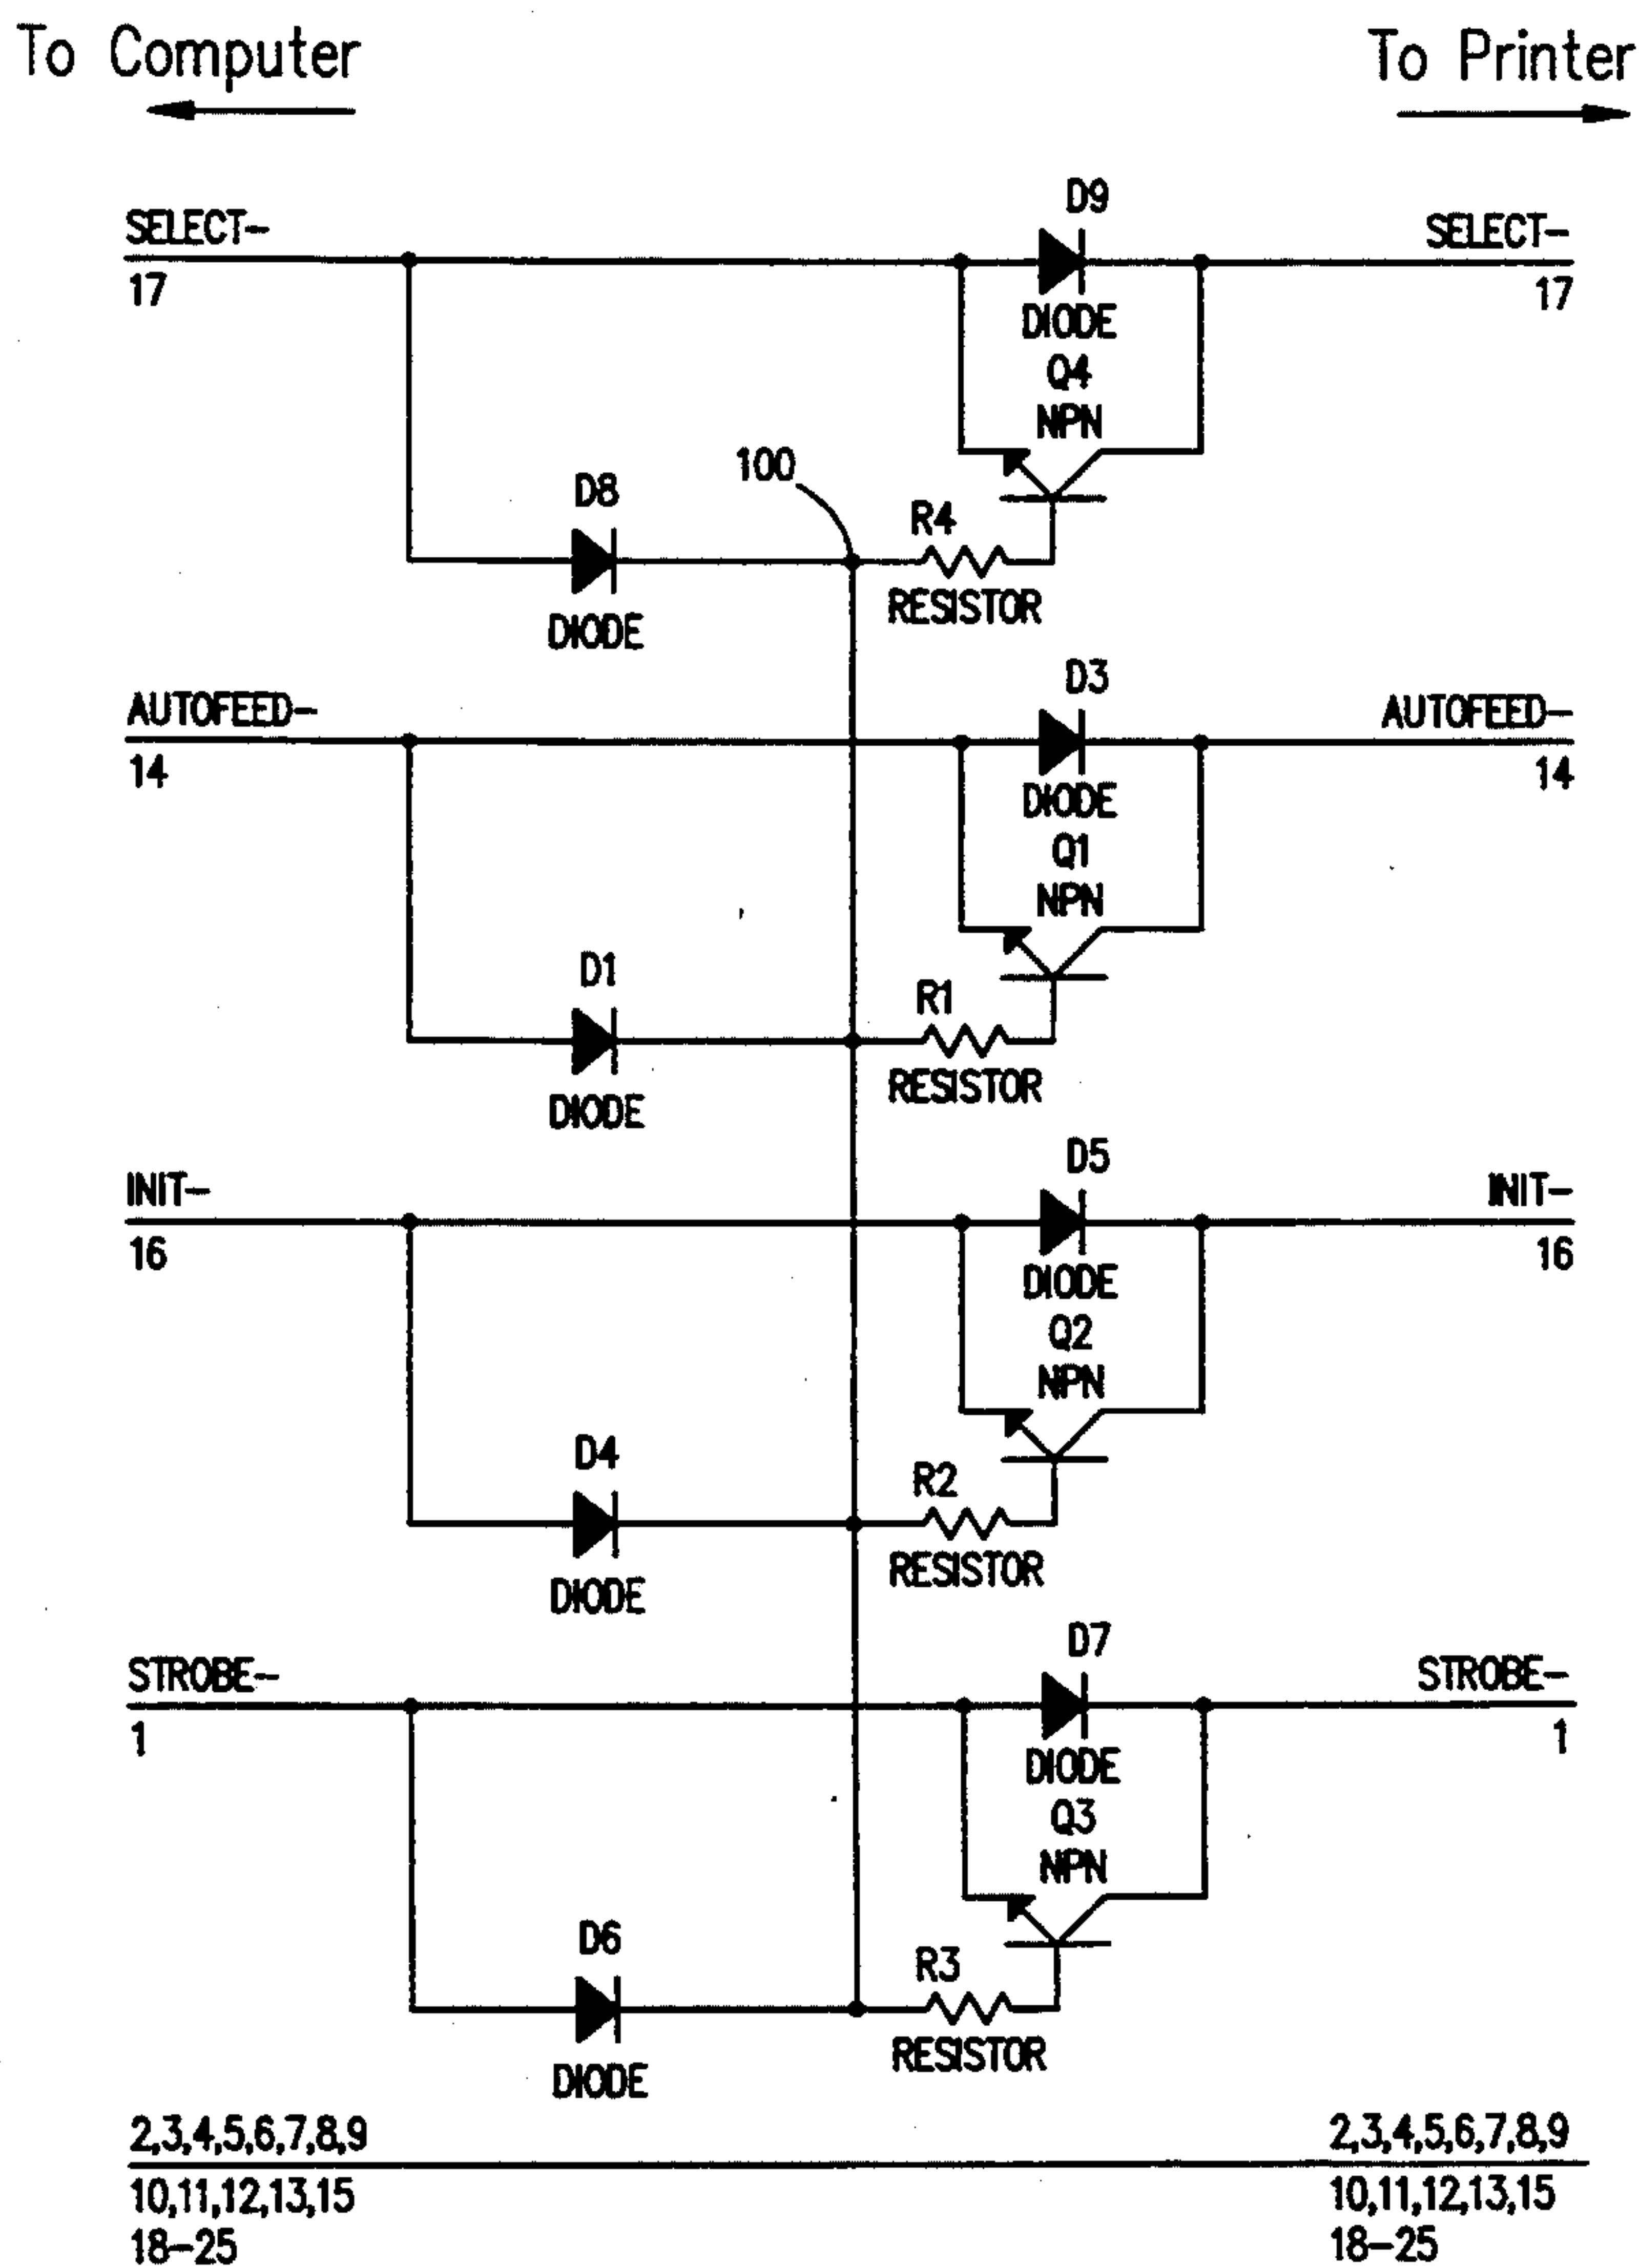 To Computer
To Printer
SELECT-
17
D9
DIODE
Q4
NPN
SELECT-
17
100
D8
DIODE
R4
RESISTOR
AUTOFEED-
14
D3
DIODE
Q1
NPN
AUTOFEED-
14
D1
DIODE
R1
RESISTOR
INIT-
16
D5
DIODE
Q2
NPN
INIT-
16
D4
DIODE
R2
RESISTOR
STROBE-
1
D7
DIODE
Q3
NPN
STROBE-
1
D6
DIODE
R3
RESISTOR
2,3,4,5,6,7,8,9
10,11,12,13,15
18-25
2,3,4,5,6,7,8,9
10,11,12,13,15
18-25